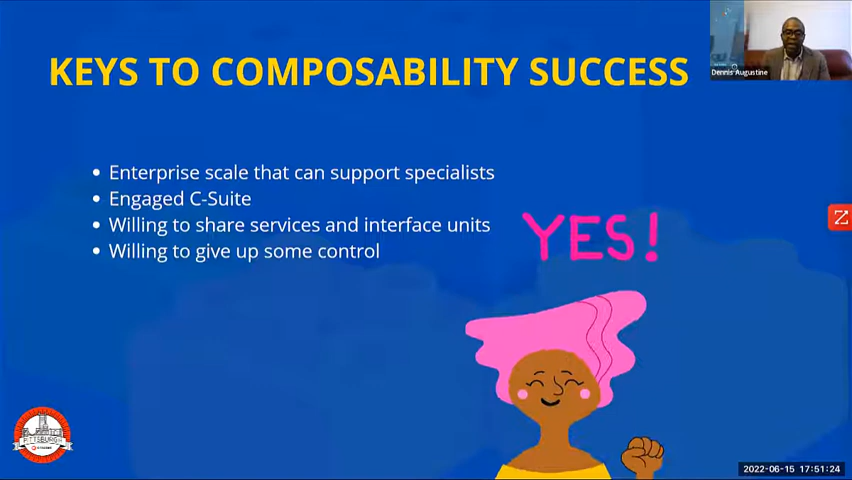 KEYS TO COMPOSABILITY SUCCESS
Dennis Augustine
• Enterprise scale that can support specialists
• Engaged C-Suite
• Willing to share services and interface units
• Willing to give up some control
YES!
PITTSBURGH
2022-06-15 17:51:24